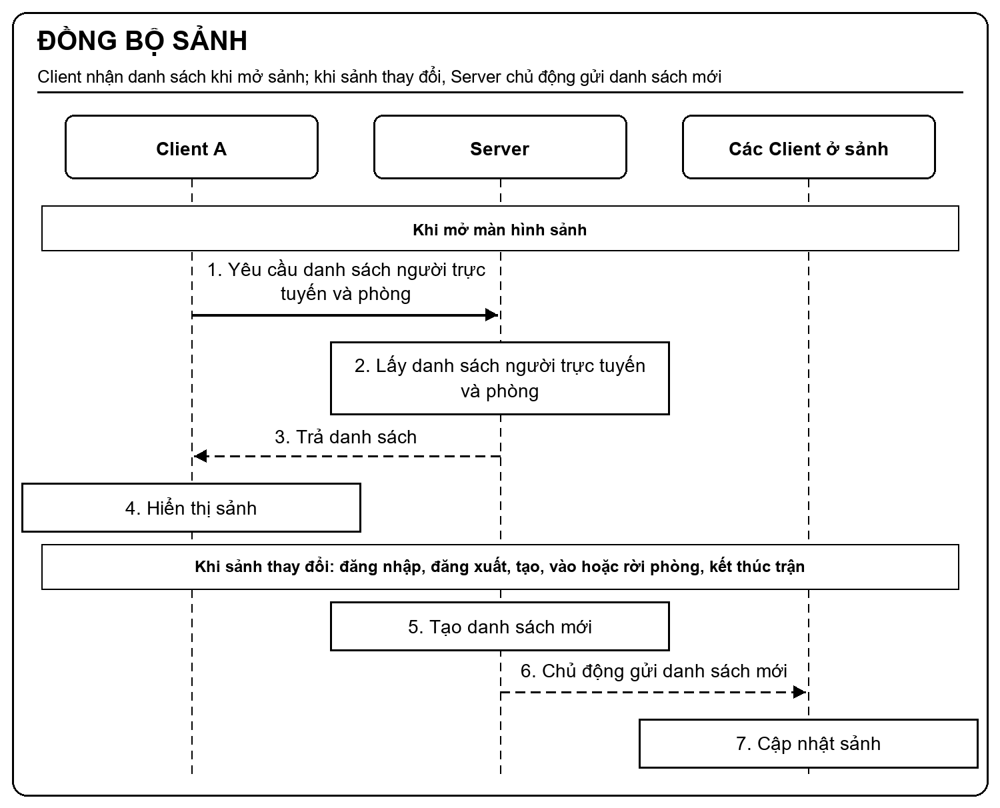 ĐỒNG BỘ SẢNH
Client nhận danh sách khi mở sảnh; khi sảnh thay đổi, Server chủ động gửi danh sách mới
Client A
Server
Các Client ở sảnh
Khi mở màn hình sảnh
1. Yêu cầu danh sách người trực
tuyến và phòng
2. Lấy danh sách người trực tuyến
và phòng
3. Trả danh sách
4. Hiển thị sảnh
Khi sảnh thay đổi: đăng nhập, đăng xuất, tạo, vào hoặc rời phòng, kết thúc trận
5. Tạo danh sách mới
6. Chủ động gửi danh sách mới
7. Cập nhật sảnh